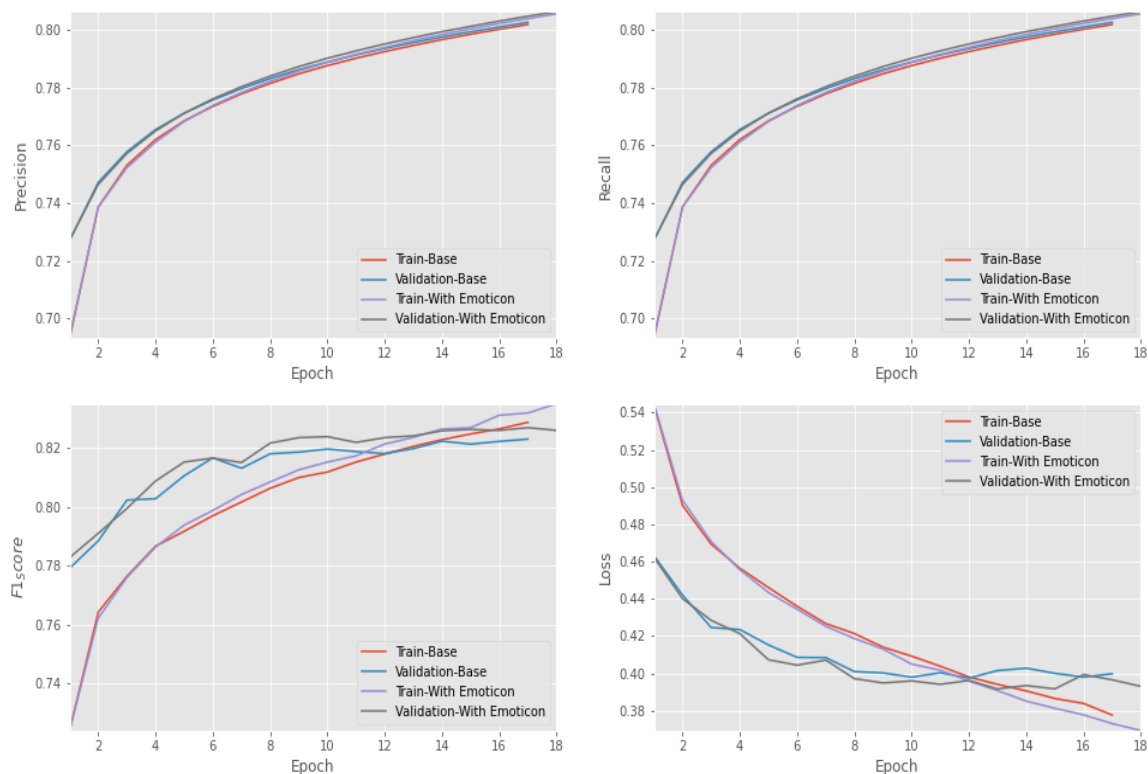 0.80
0.78
0.76
0.74
0.72
0.70
Precision
Train-Base
Validation-Base
Train-With Emoticon
Validation-With Emoticon
2 4 6 8 10 12 14 16 18
Epoch
0.80
0.78
0.76
0.74
0.72
0.70
Recall
Train-Base
Validation-Base
Train-With Emoticon
Validation-With Emoticon
2 4 6 8 10 12 14 16 18
Epoch
0.82
0.80
0.78
0.76
0.74
F1score
Train-Base
Validation-Base
Train-With Emoticon
Validation-With Emoticon
2 4 6 8 10 12 14 16 18
Epoch
0.54
0.52
0.50
0.48
0.46
0.44
0.42
0.40
0.38
Loss
Train-Base
Validation-Base
Train-With Emoticon
Validation-With Emoticon
2 4 6 8 10 12 14 16 18
Epoch